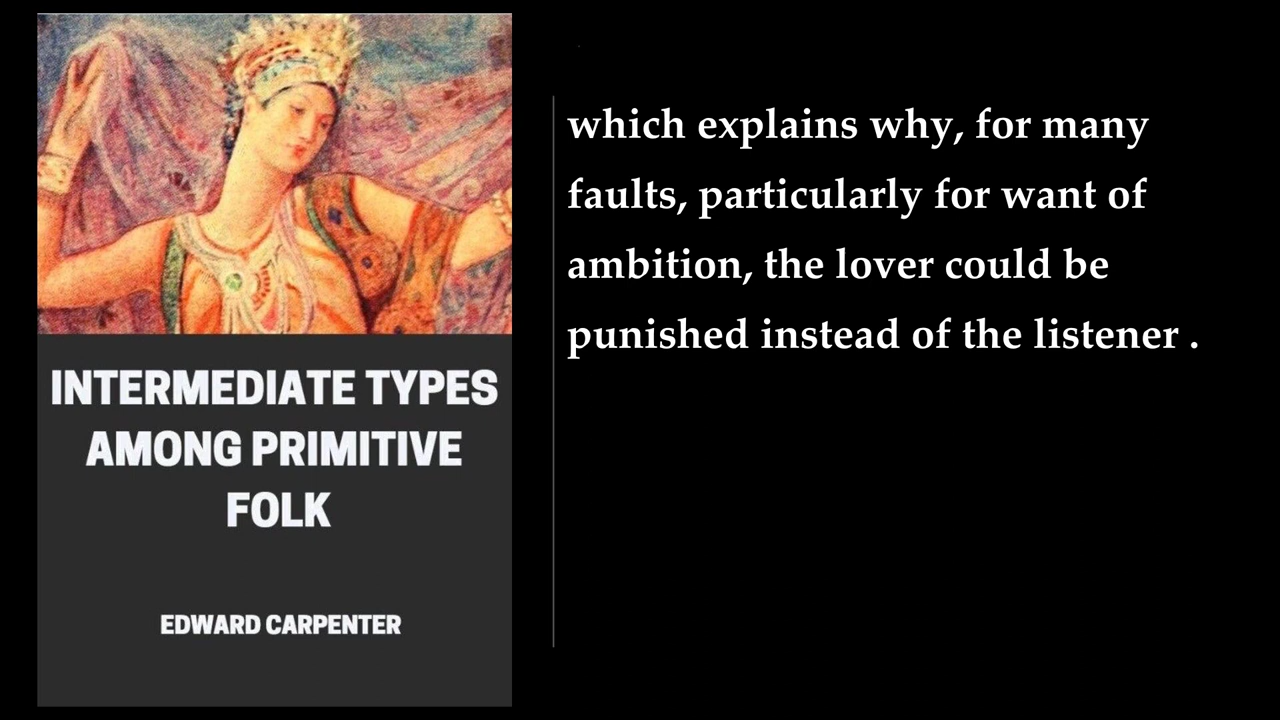 INTERMEDIATE TYPES
AMONG PRIMITIVE
FOLK
EDWARD CARPENTER
which explains why, for many
faults, particularly for want of
ambition, the lover could be
punished instead of the listener .